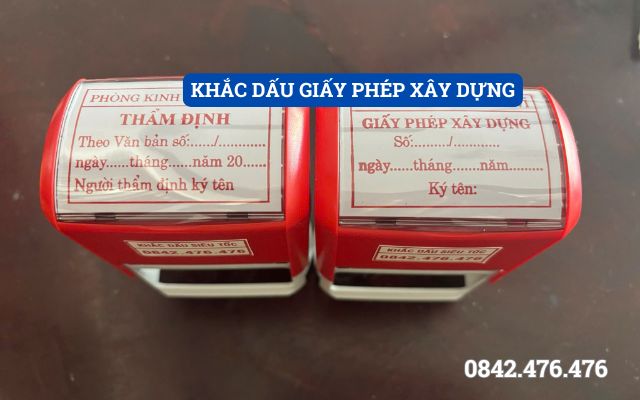 KHẮC DẤU GIẤY PHÉP XÂY DỰNG
PHÒNG KINH
THẨM ĐỊNH
Theo Văn bản số:....../............
ngày......tháng......năm 20......
Người thẩm định ký tên
GIẤY PHÉP XÂY DỰNG
Số:......../............
ngày......tháng.......năm.........
Ký tên:
KHẮC DẤU SIÊU TỐC
0842.476.476
KHẮC DẤU SIÊU TỐC
0842.476.476
0842.476.476